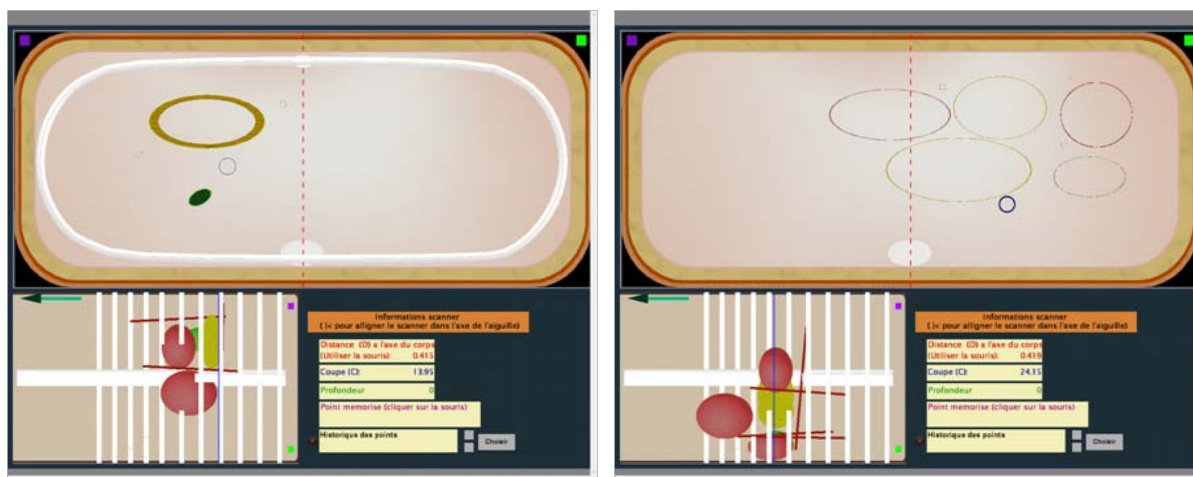 Informations scanner
( )< pour alligner le scanner dans l'axe de l'aiguille)
Distance (D) a l'axe du corps
(Utiliser la souris): 0.415
Coupe (C): 13.95
Profondeur 0
Point memorise (cliquer sur la souris)
Historique des points
Choisir
Informations scanner
( )< pour alligner le scanner dans l'axe de l'aiguille)
Distance (D) a l'axe du corps
(Utiliser la souris): 0.419
Coupe (C): 24.15
Profondeur 0
Point memorise (cliquer sur la souris)
Historique des points
Choisir